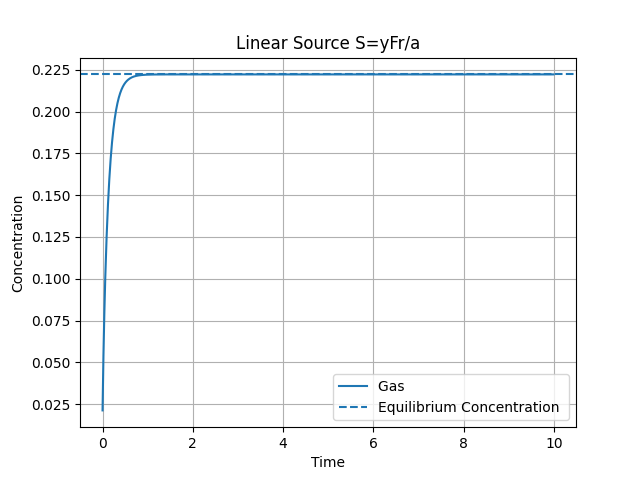 Linear Source S=yFr/a
Concentration
0.225
0.200
0.175
0.150
0.125
0.100
0.075
0.050
0.025
Gas
Equilibrium Concentration
0 2 4 6 8 10
Time